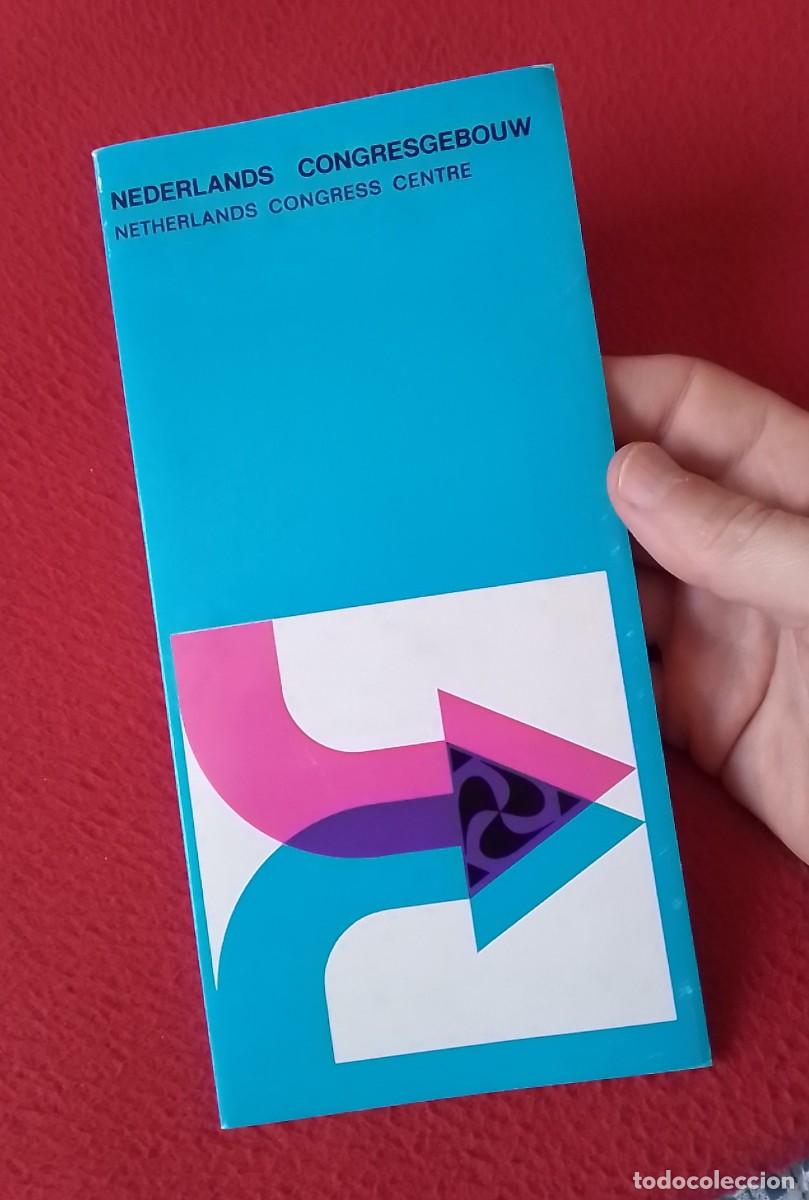 NEDERLANDS CONGRESGEBOUW
NETHERLANDS CONGRESS CENTRE
todocoleccion